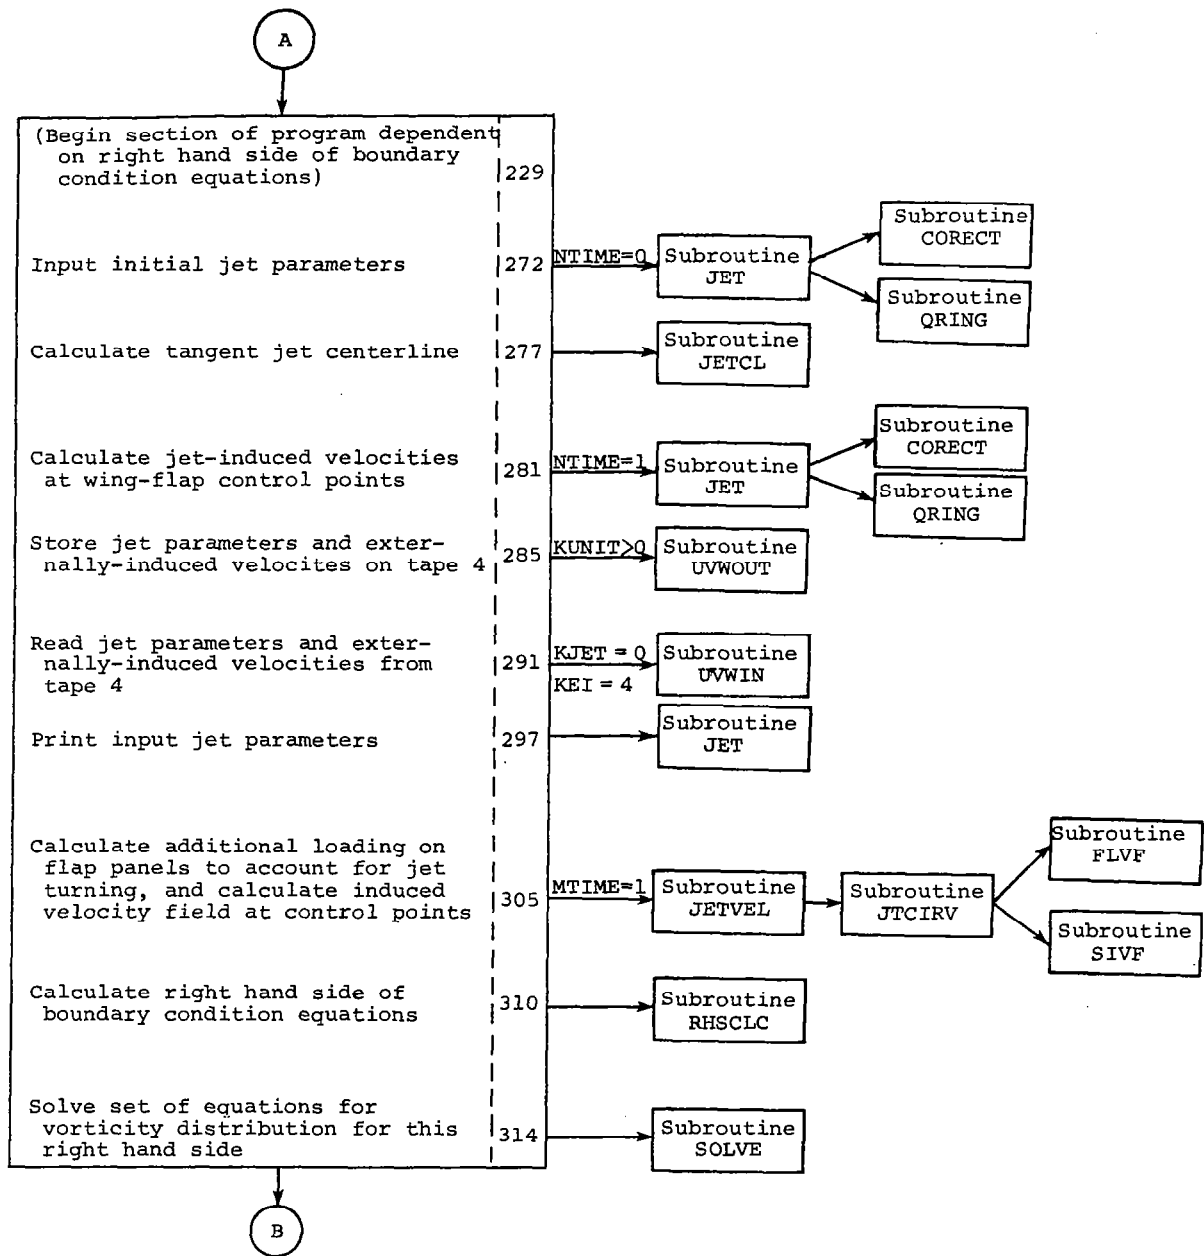 A
(Begin section of program dependent
on right hand side of boundary
condition equations)
229
Input initial jet parameters
272
NTIME=0
Subroutine
JET
Subroutine
CORECT
Subroutine
QRING
Calculate tangent jet centerline
277
Subroutine
JETCL
Calculate jet-induced velocities
at wing-flap control points
281
NTIME=1
Subroutine
JET
Subroutine
CORECT
Subroutine
QRING
Store jet parameters and exter-
nally-induced velocites on tape 4
285
KUNIT>0
Subroutine
UVWOUT
Read jet parameters and exter-
nally-induced velocities from
tape 4
291
KJET = 0
KEI = 4
Subroutine
UVWIN
Print input jet parameters
297
Subroutine
JET
Calculate additional loading on
flap panels to account for jet
turning, and calculate induced
velocity field at control points
305
MTIME=1
Subroutine
JETVEL
Subroutine
JTCIRV
Subroutine
FLVF
Subroutine
SIVF
Calculate right hand side of
boundary condition equations
310
Subroutine
RHSCLC
Solve set of equations for
vorticity distribution for this
right hand side
314
Subroutine
SOLVE
B